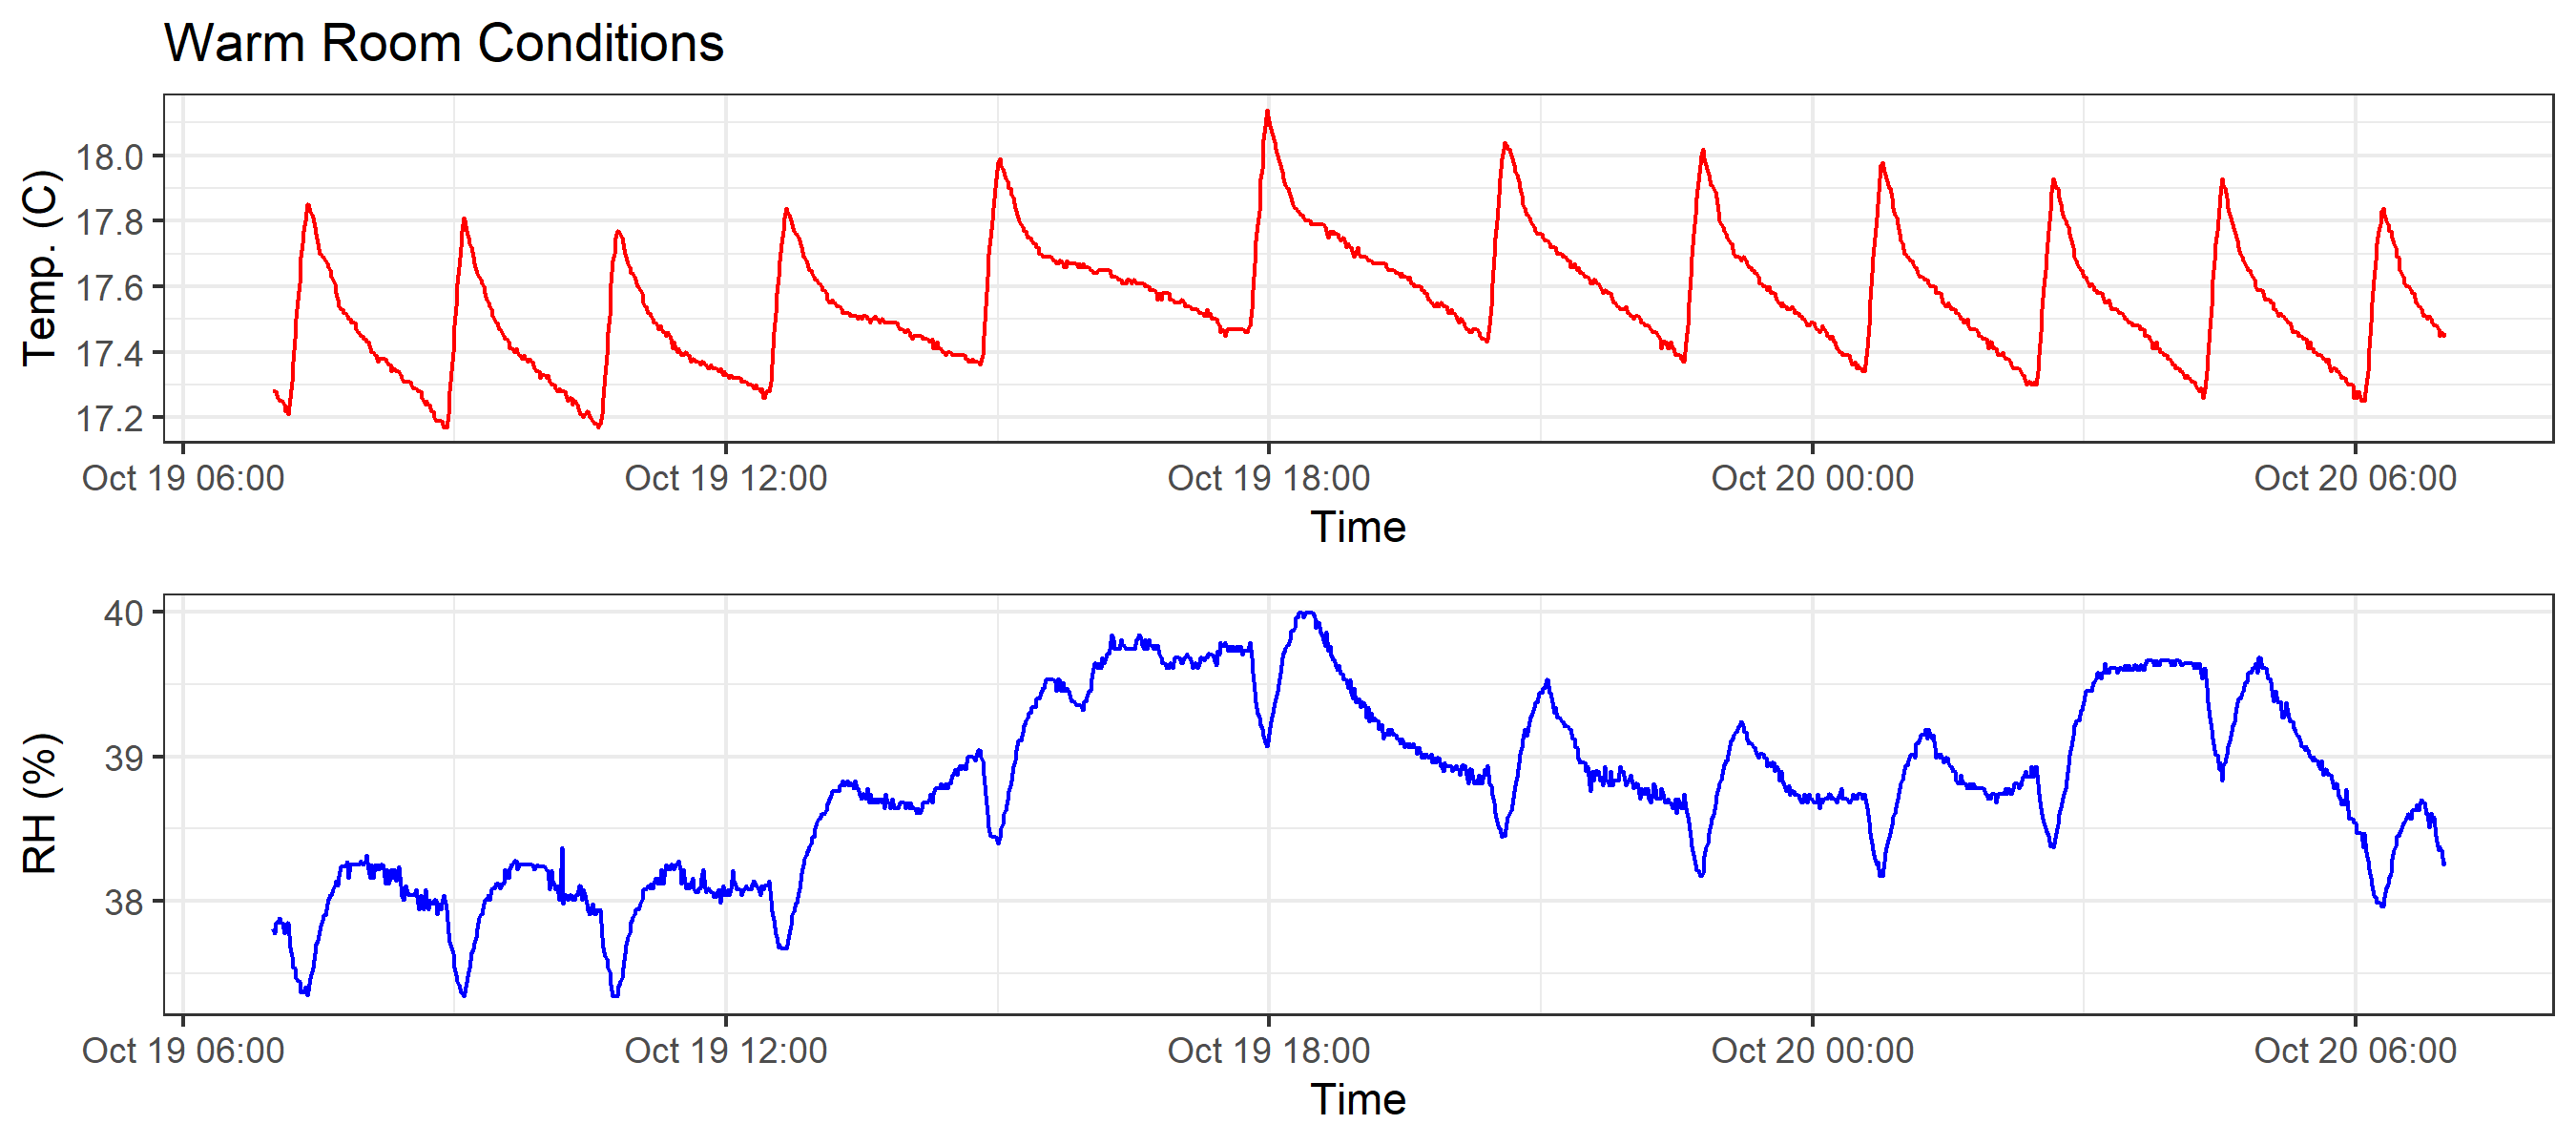 Warm Room Conditions
Temp. (C)
18.0
17.8
17.6
17.4
17.2
Oct 19 06:00 Oct 19 12:00 Oct 19 18:00 Oct 20 00:00 Oct 20 06:00
Time
RH (%)
40
39
38
Oct 19 06:00 Oct 19 12:00 Oct 19 18:00 Oct 20 00:00 Oct 20 06:00
Time